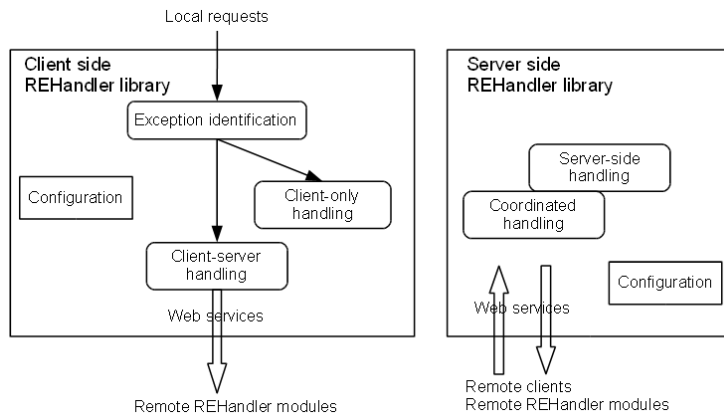 Local requests
Client side
REHandler library
Exception identification
Configuration
Client-only
handling
Client-server
handling
Web services
Remote REHandler modules
Server side
REHandler library
Server-side
handling
Coordinated
handling
Configuration
Web services
Remote clients
Remote REHandler modules